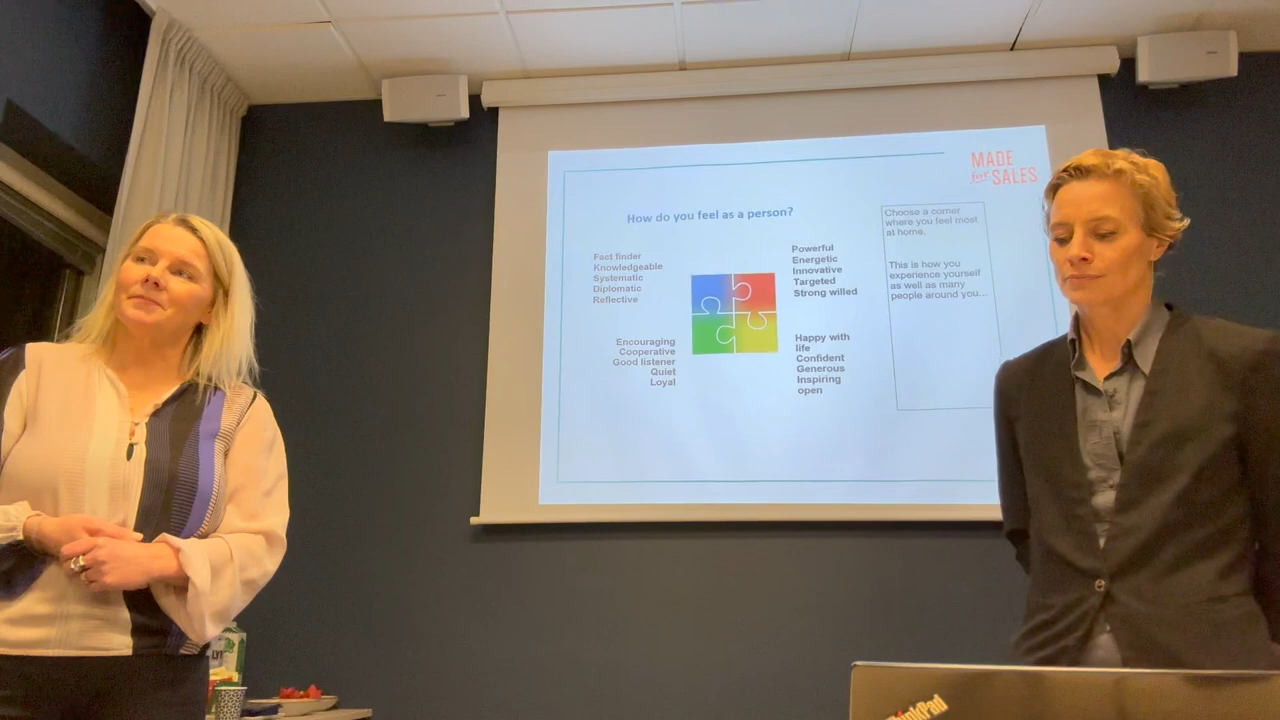 MADE
for SALES
How do you feel as a person?
Fact finder
Knowledgeable
Systematic
Diplomatic
Reflective
Powerful
Energetic
Innovative
Targeted
Strong willed
Encouraging
Cooperative
Good listener
Quiet
Loyal
Happy with
life
Confident
Generous
Inspiring
open
Choose a corner
where you feel most
at home.
This is how you
experience yourself
as well as many
people around you...
ThinkPad